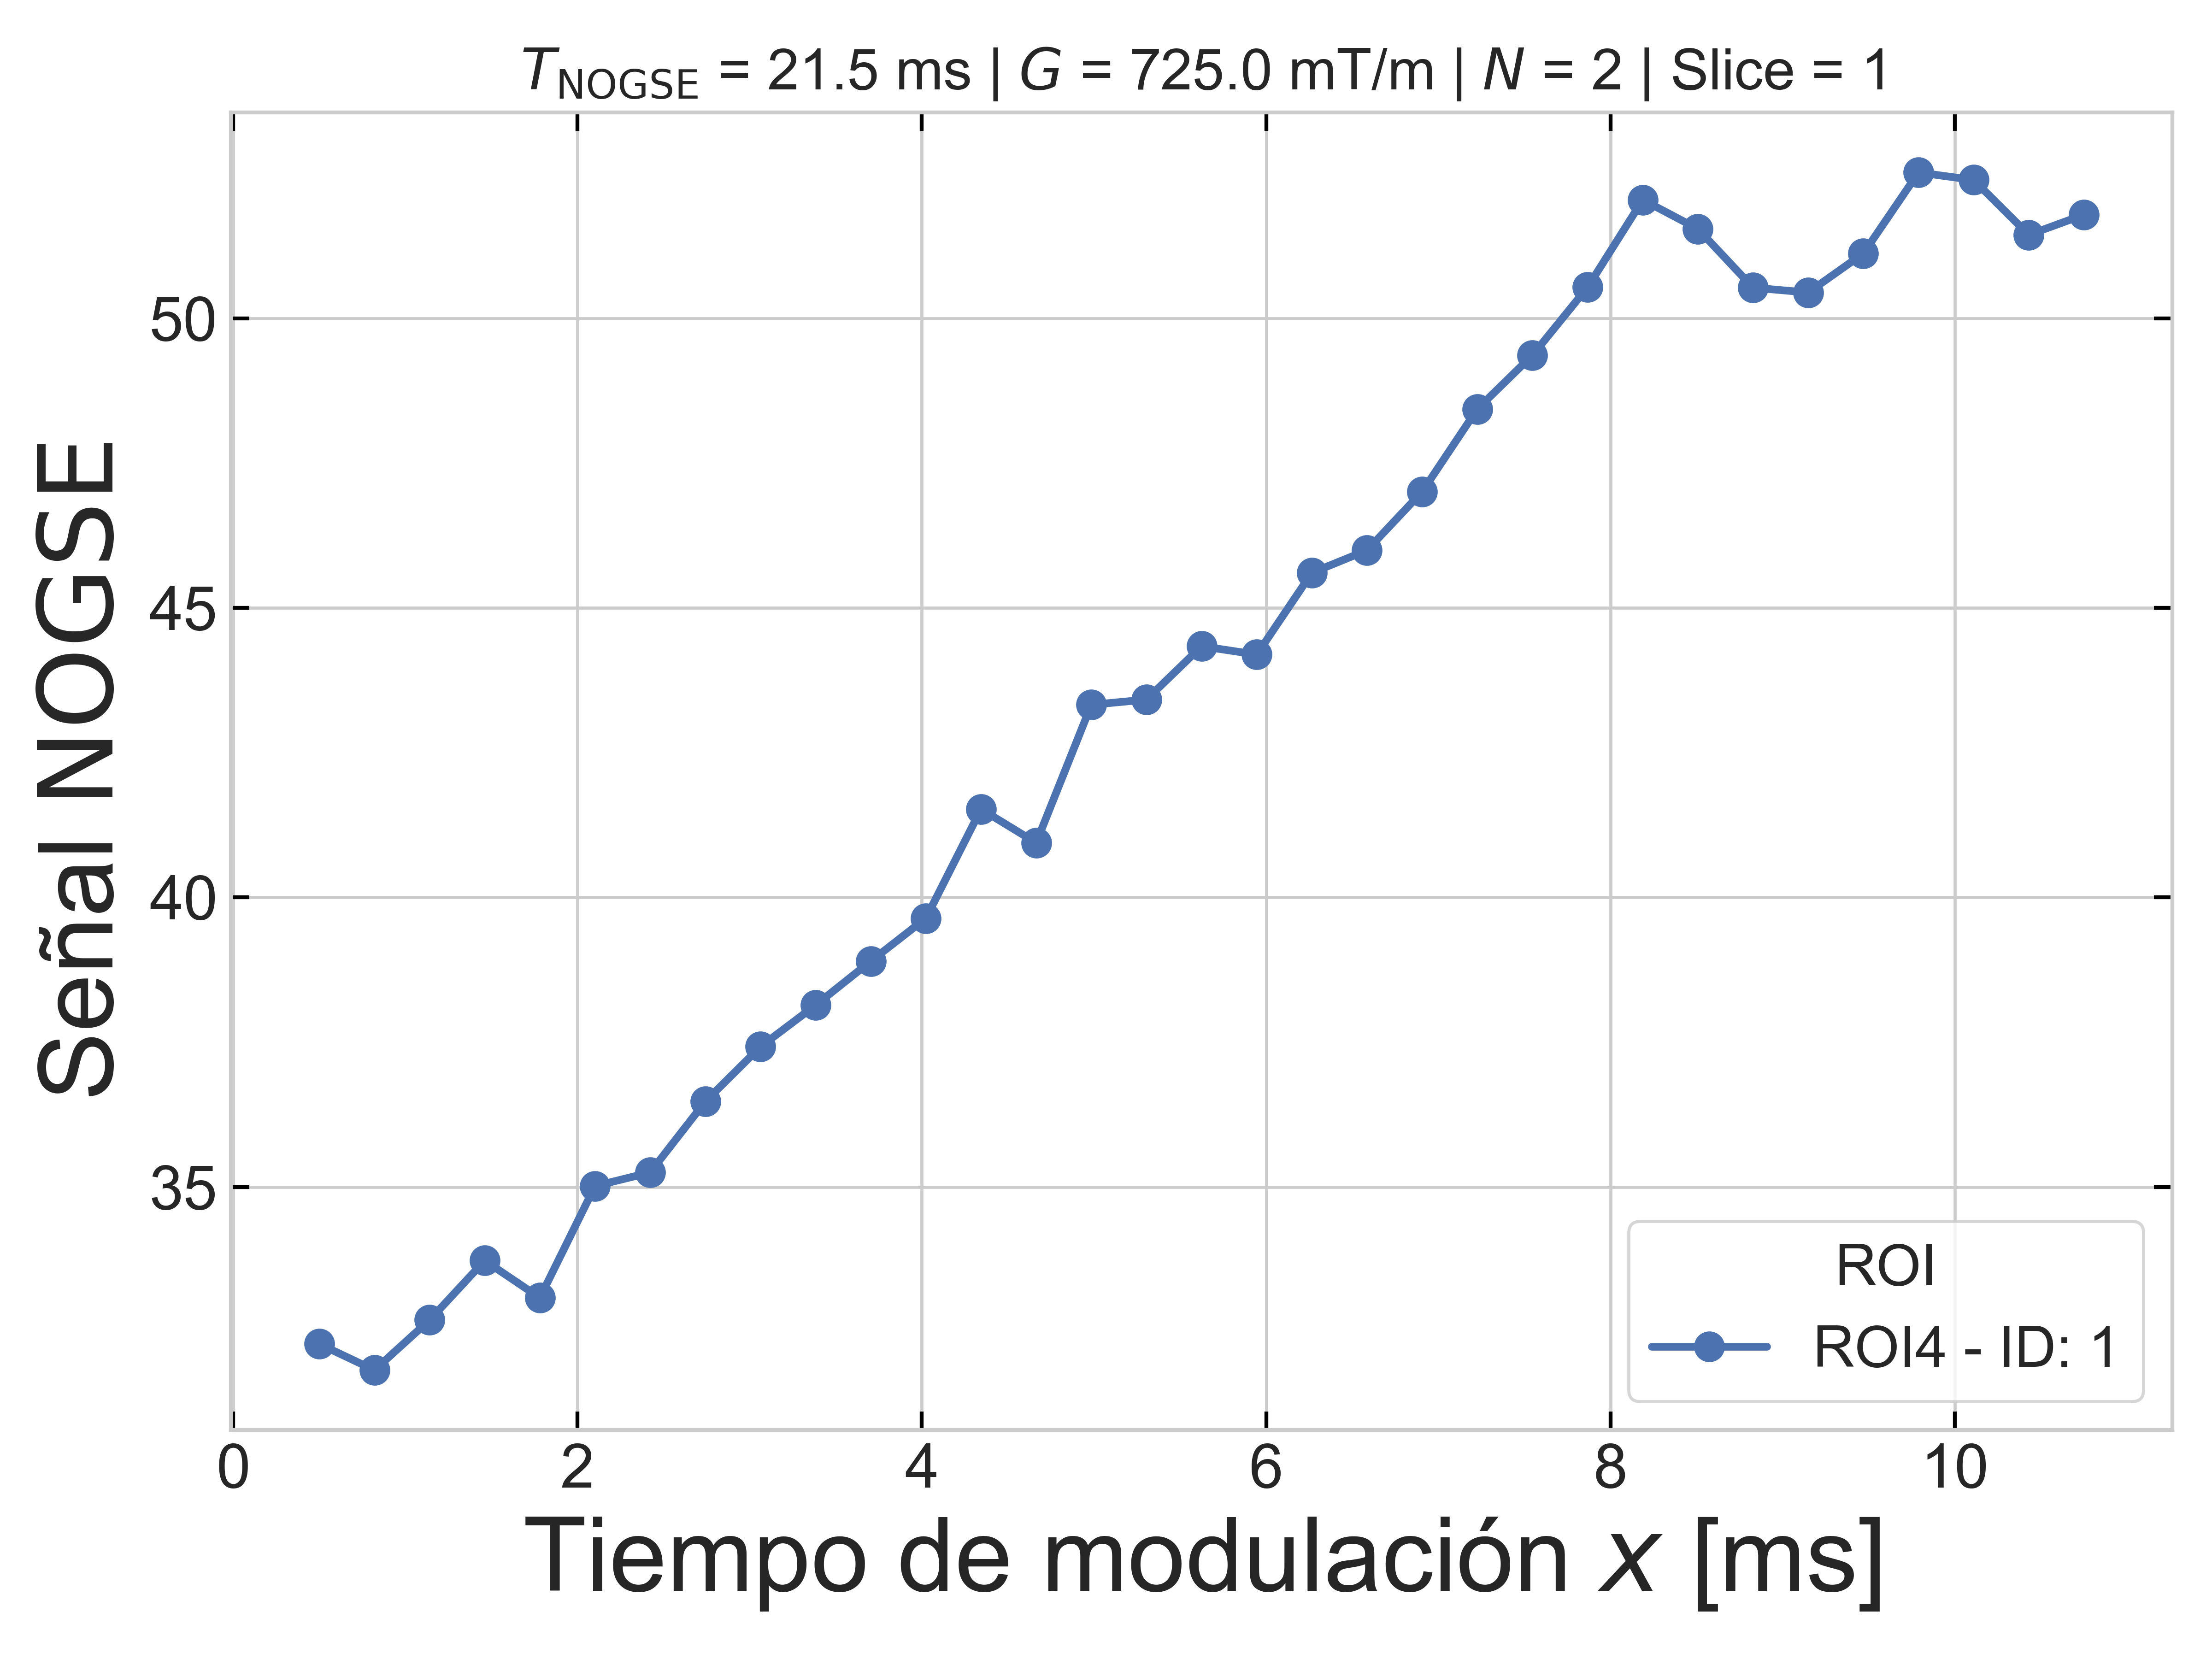 T_NOGSE = 21.5 ms | G = 725.0 mT/m | N = 2 | Slice = 1
Señal NOGSE
50
45
40
35
ROI
ROI4 - ID: 1
0 2 4 6 8 10
Tiempo de modulación x [ms]